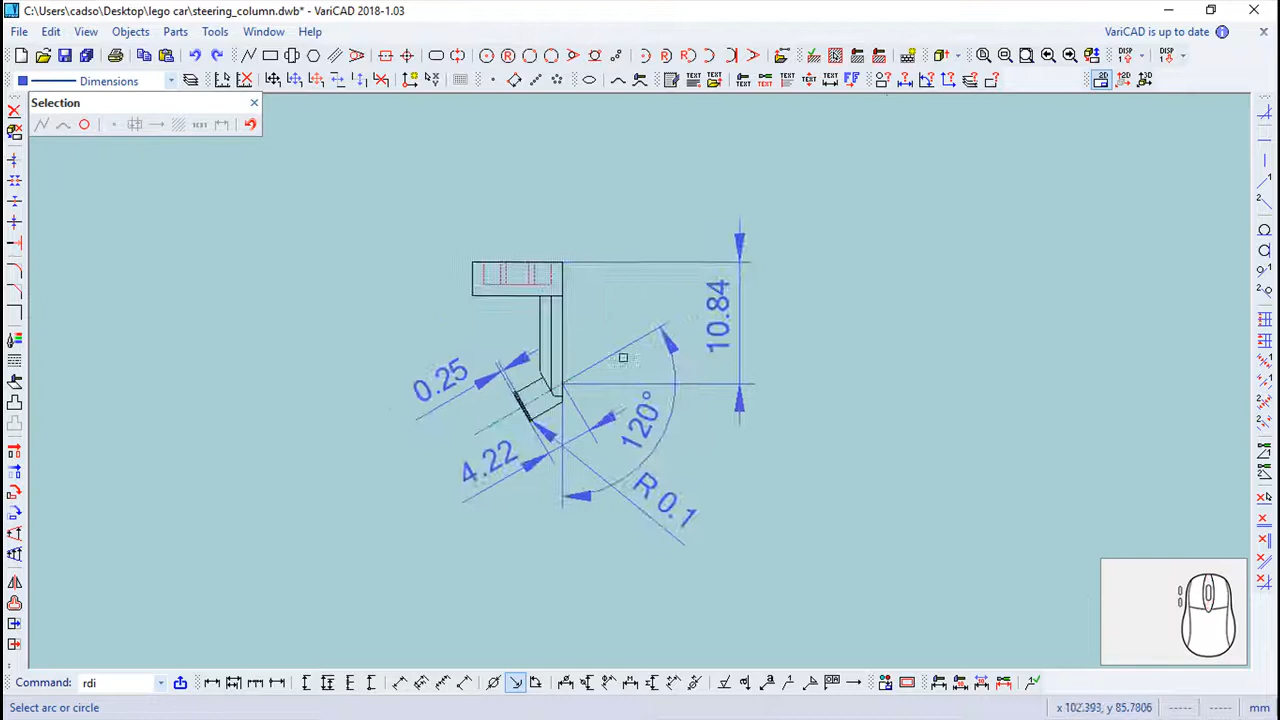 C:\Users\cadso\Desktop\lego car\steering_column.dwb* - VariCAD 2018-1.03
File Edit View Objects Parts Tools Window Help VariCAD is up to date
Dimensions
Selection
10.84
0.25
120°
4.22
R 0.1
Command: rdi
Select arc or circle x 102.393, y 85.7806 ----- ----- mm